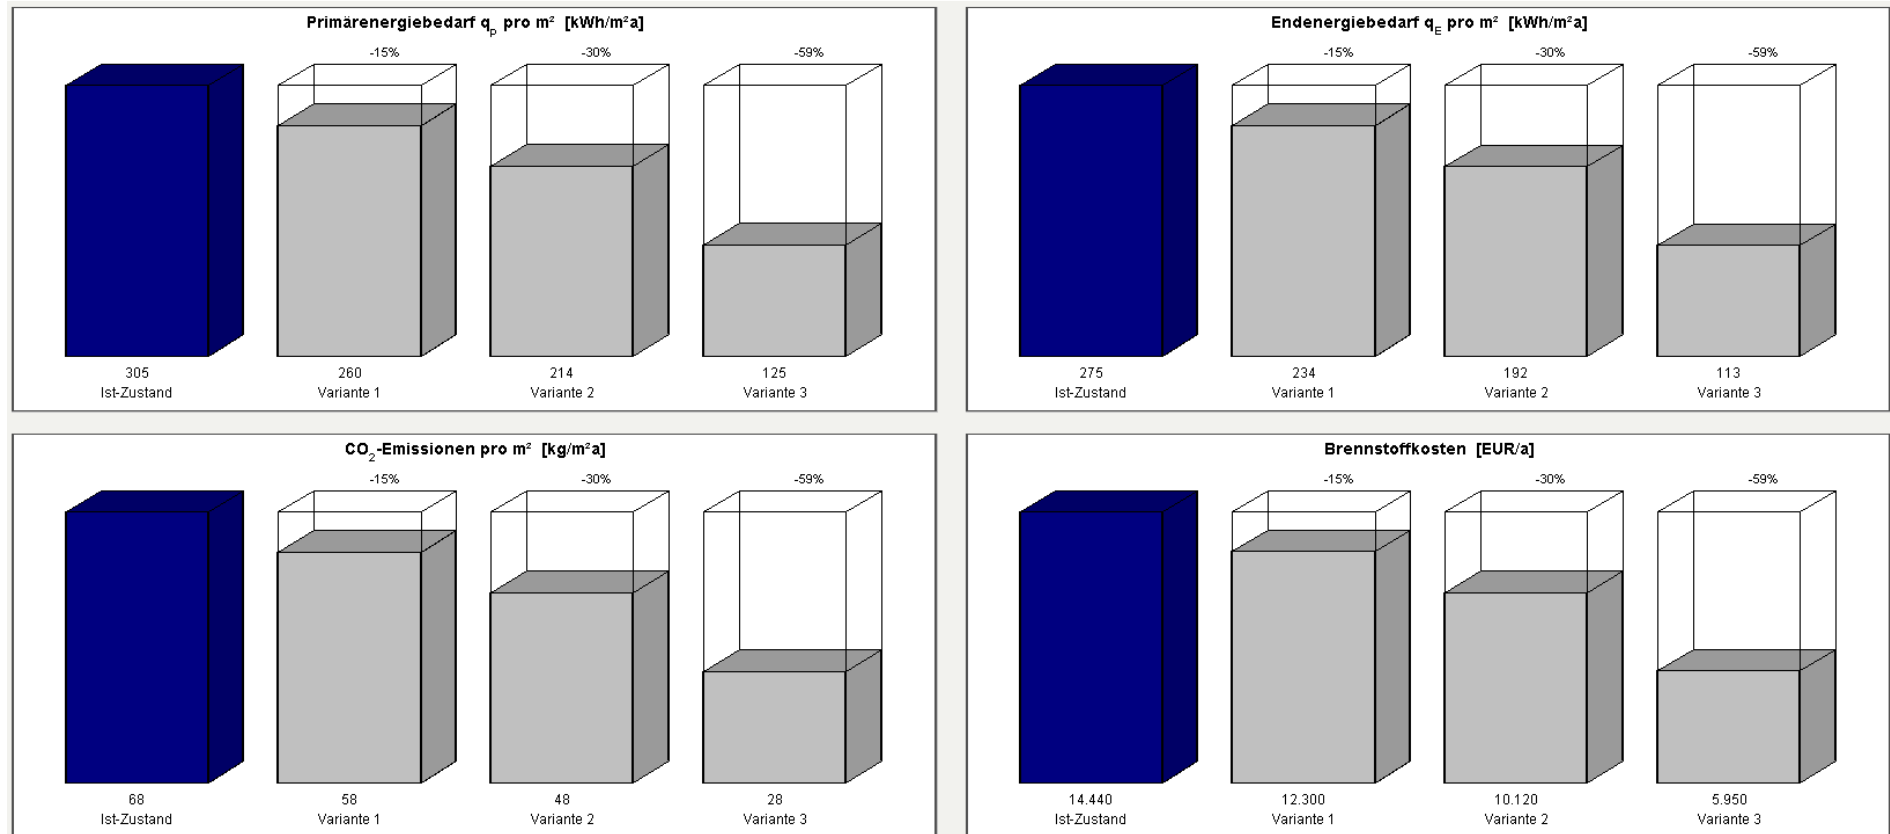 Primärenergiebedarf qp pro m² [kWh/m²a]
-15% -30% -59%
305 260 214 125
Ist-Zustand Variante 1 Variante 2 Variante 3
Endenergiebedarf qE pro m² [kWh/m²a]
-15% -30% -59%
275 234 192 113
Ist-Zustand Variante 1 Variante 2 Variante 3
CO2-Emissionen pro m² [kg/m²a]
-15% -30% -59%
68 58 48 28
Ist-Zustand Variante 1 Variante 2 Variante 3
Brennstoffkosten [EUR/a]
-15% -30% -59%
14.440 12.300 10.120 5.950
Ist-Zustand Variante 1 Variante 2 Variante 3